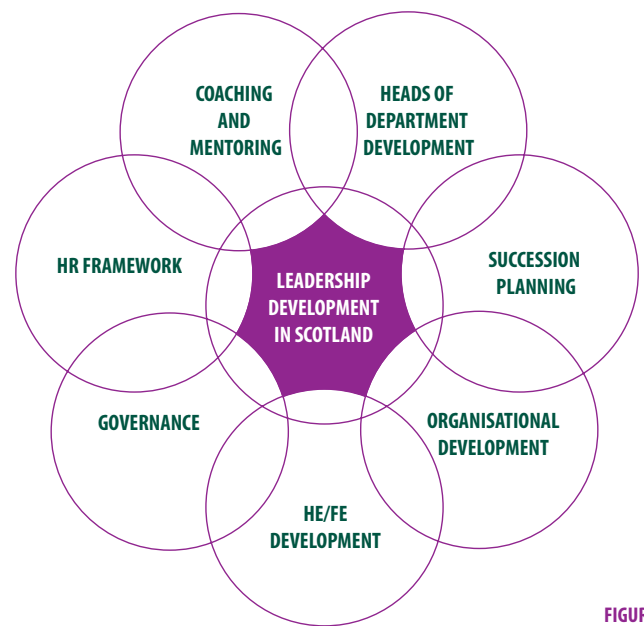 COACHING
AND
MENTORING
HEADS OF
DEPARTMENT
DEVELOPMENT
HR FRAMEWORK
LEADERSHIP
DEVELOPMENT
IN SCOTLAND
SUCCESSION
PLANNING
GOVERNANCE
ORGANISATIONAL
DEVELOPMENT
HE/FE
DEVELOPMENT
FIGUR